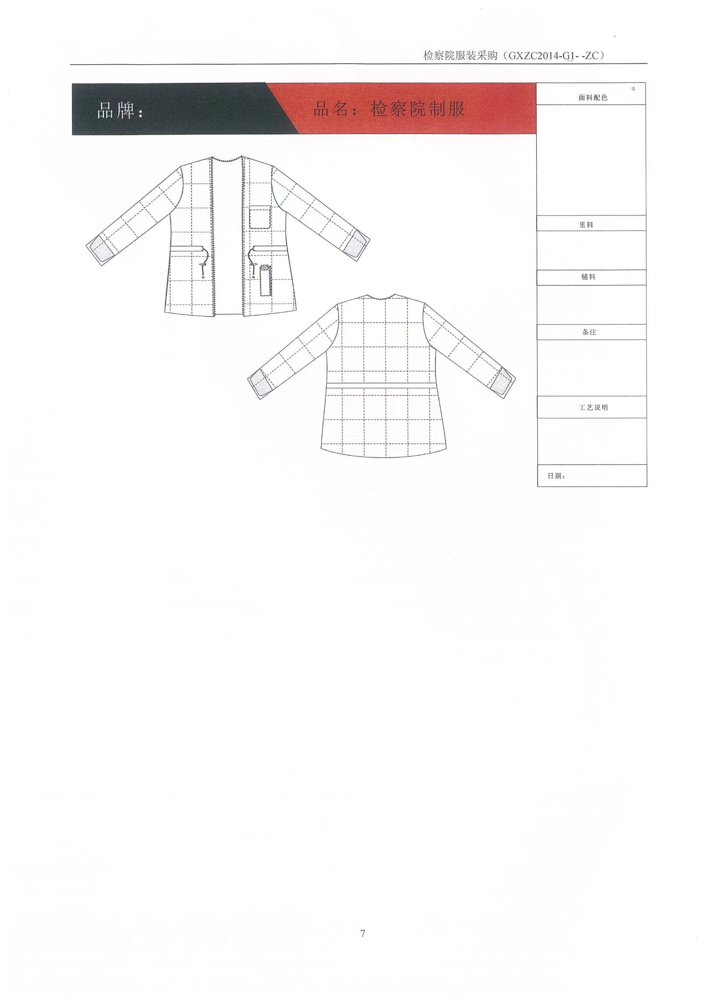 检察院服装采购（GXZC2014-G1- -ZC）
品牌：
品名：检察院制服
面料配色
里料
辅料
备注
工艺说明
日期：
7